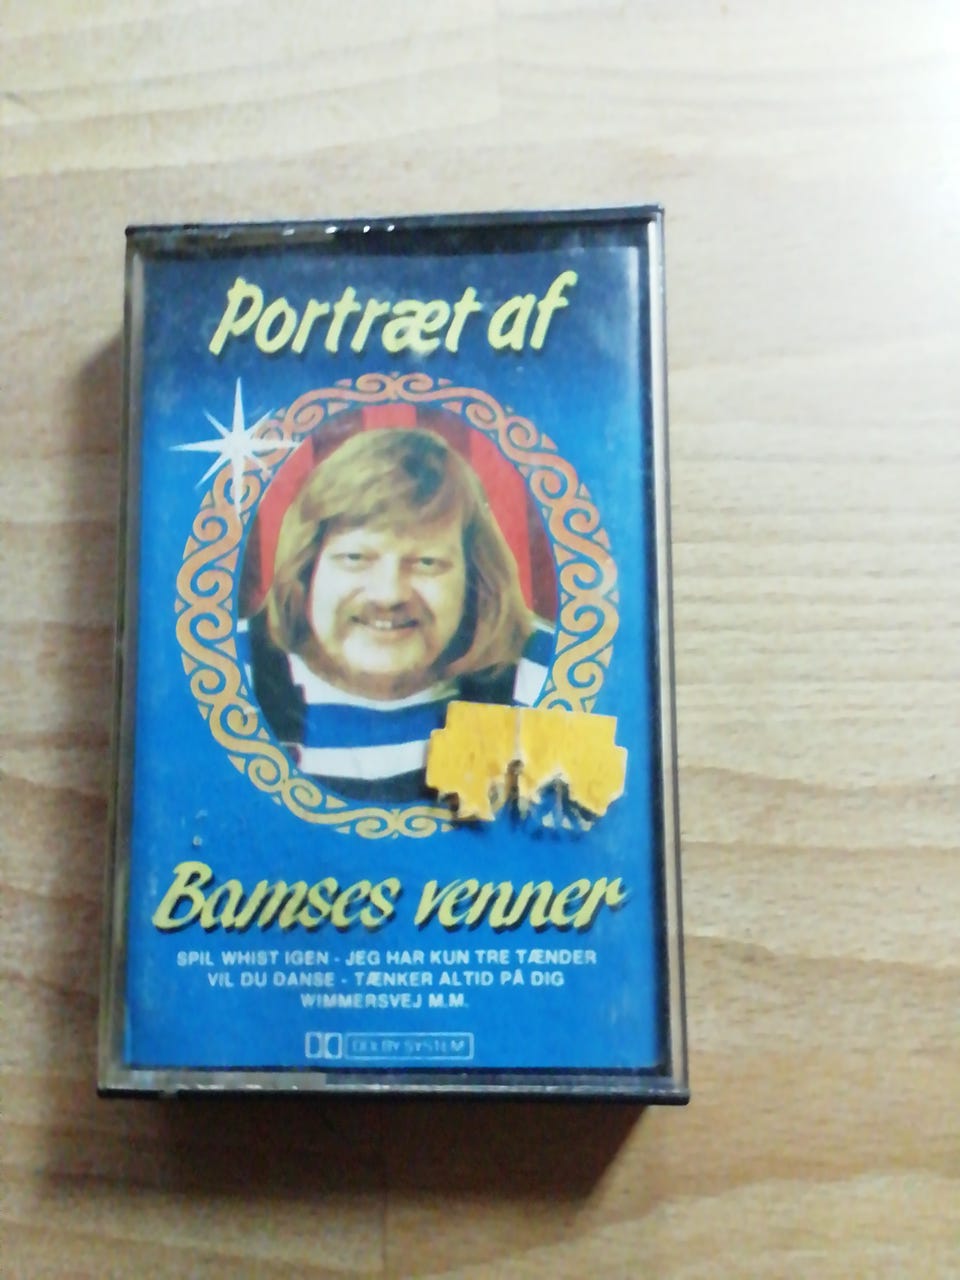 Portræt af
Bamses venner
SPIL WHIST IGEN - JEG HAR KUN TRE TÆNDER
VIL DU DANSE - TÆNKER ALTID PÅ DIG
WIMMERSVEJ M.M.
DOLBY SYSTEM